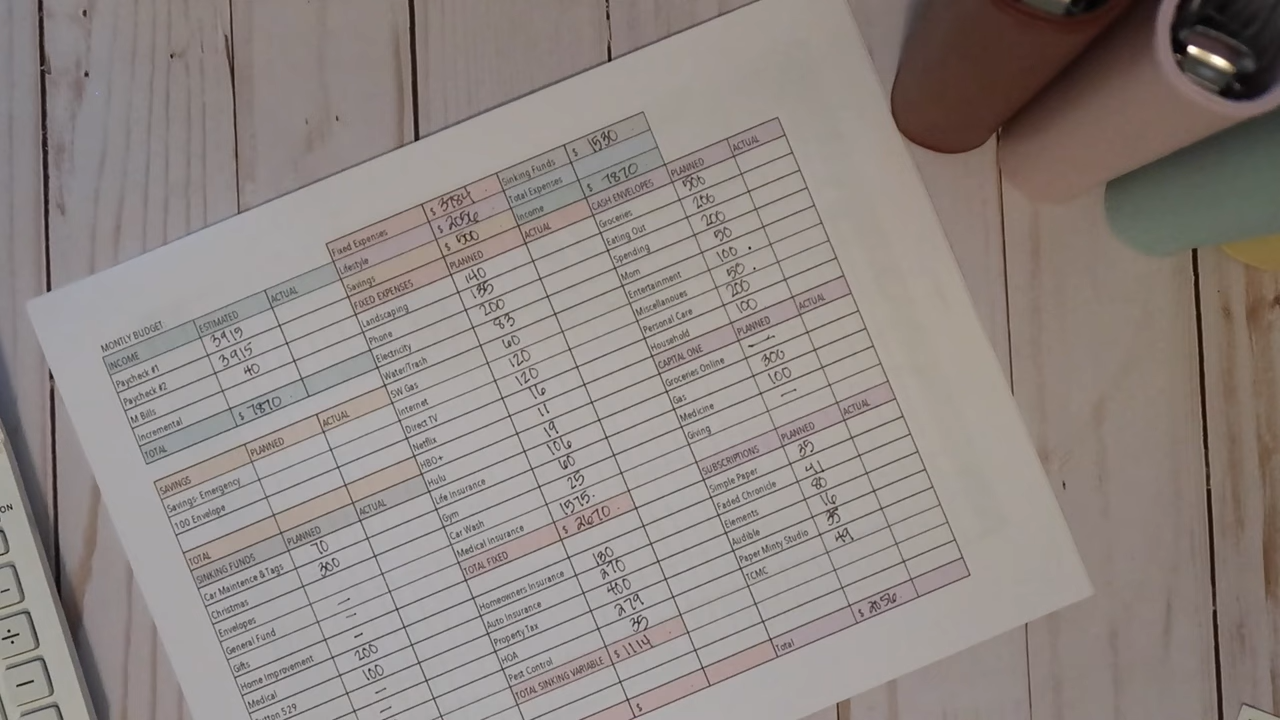 Fixed Expenses $ 3784
Lifestyle $ 2056
Savings $ 500
Sinking Funds $ 1530
Total Expenses $ 7870
Income
MONTLY BUDGET
INCOME ESTIMATED ACTUAL
Paycheck #1 3915
Paycheck #2 3915
M Bills 40
Incremental
TOTAL $ 7870
SAVINGS PLANNED ACTUAL
Savings- Emergency
100 Envelope
TOTAL
SINKING FUNDS PLANNED ACTUAL
Car Maintence & Tags 70
Christmas 300
Envelopes
General Fund —
Gifts —
Home Improvement 200
Medical 100
tton 529 —
FIXED EXPENSES PLANNED ACTUAL
Landscaping 140
Phone 135
Electricity 200
Water/Trash 83
SW Gas 60
Internet 120
Direct TV 120
Netflix 16
HBO+ 11
Hulu 19
Life Insurance 106
Gym 60
Car Wash 25
Medical Insurance 1575
TOTAL FIXED $ 2670
Homeowners Insurance 130
Auto Insurance 270
Property Tax 400
HOA 279
Pest Control 35
TOTAL SINKING VARIABLE $ 1114
$
CASH ENVELOPES PLANNED ACTUAL
Groceries 500
Eating Out 200
Spending 200
Mom 50
Entertainment 100
Miscellanoues 50
Personal Care 200
Household 100
CAPITAL ONE PLANNED ACTUAL
Groceries Online —
Gas 300
Medicine 100
Giving —
SUBSCRIPTIONS PLANNED ACTUAL
Simple Paper 35
Faded Chronicle 41
Elements 80
Audible 16
Paper Minty Studio 35
TCMC 49
Total $ 2056
ON